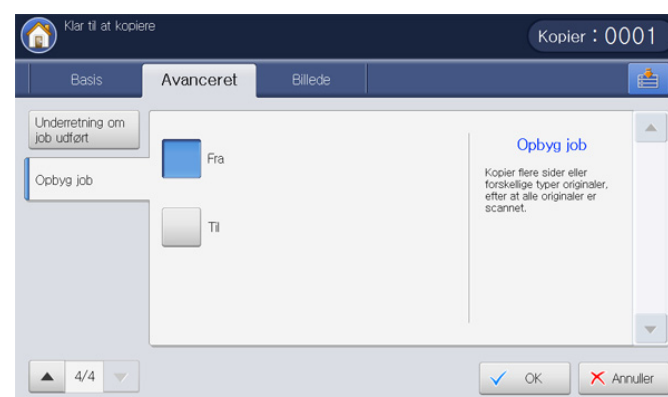 Klar til at kopiere
Kopier : 0001
Basis
Avanceret
Billede
Underretning om
job udført
Opbyg job
Fra
Til
Opbyg job
Kopier flere sider eller
forskellige typer originaler,
efter at alle originaler er
scannet.
4/4
OK
Annuller